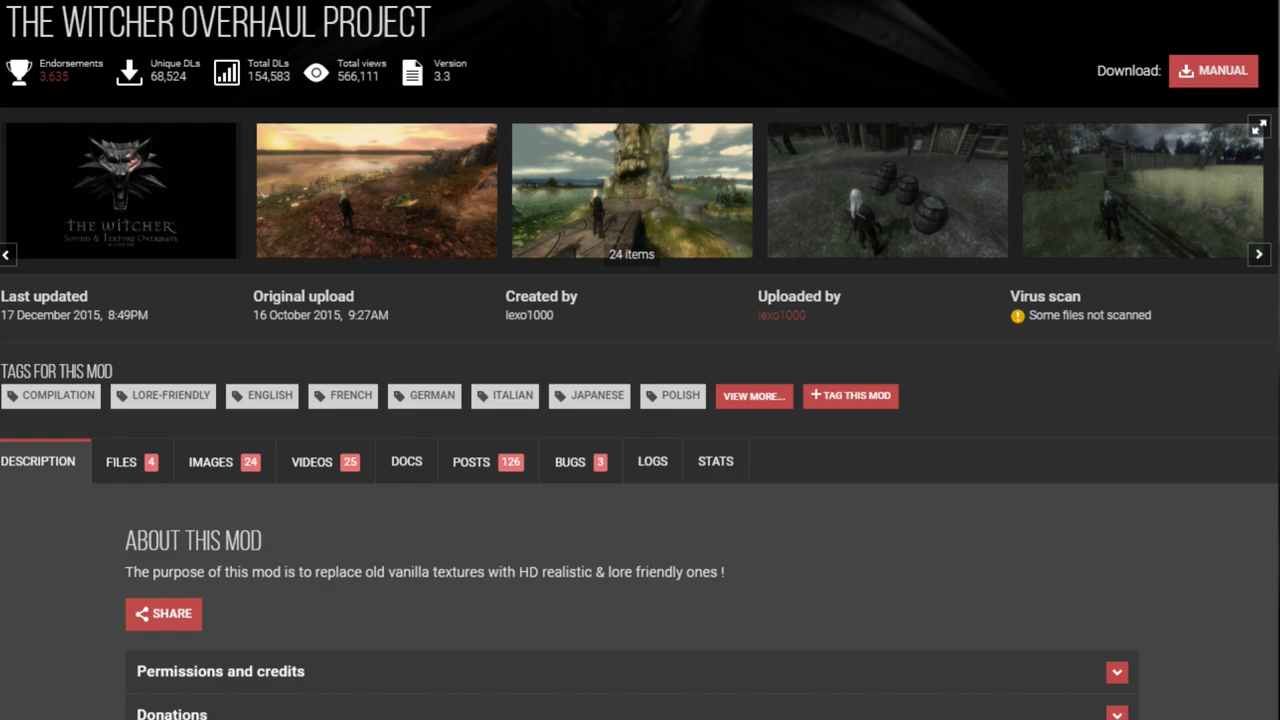 THE WITCHER OVERHAUL PROJECT
Endorsements
3,635
Unique DLs
68,524
Total DLs
154,583
Total views
566,111
Version
3.3
Download:
MANUAL
THE WITCHER
SOUND & TEXTURE OVERHAUL
24 items
Last updated
17 December 2015, 8:49PM
Original upload
16 October 2015, 9:27AM
Created by
lexo1000
Uploaded by
lexo1000
Virus scan
Some files not scanned
TAGS FOR THIS MOD
COMPILATION
LORE-FRIENDLY
ENGLISH
FRENCH
GERMAN
ITALIAN
JAPANESE
POLISH
VIEW MORE...
+ TAG THIS MOD
DESCRIPTION
FILES 4
IMAGES 24
VIDEOS 25
DOCS
POSTS 126
BUGS 3
LOGS
STATS
ABOUT THIS MOD
The purpose of this mod is to replace old vanilla textures with HD realistic & lore friendly ones !
SHARE
Permissions and credits
Donations